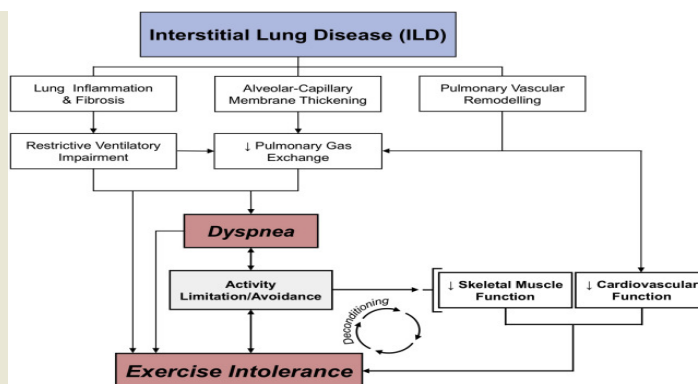 Interstitial Lung Disease (ILD)
Lung Inflammation
& Fibrosis
Alveolar-Capillary
Membrane Thickening
Pulmonary Vascular
Remodelling
Restrictive Ventilatory
Impairment
↓ Pulmonary Gas
Exchange
Dyspnea
Activity
Limitation/Avoidance
↓ Skeletal Muscle
Function
↓ Cardiovascular
Function
Deconditioning
Exercise Intolerance